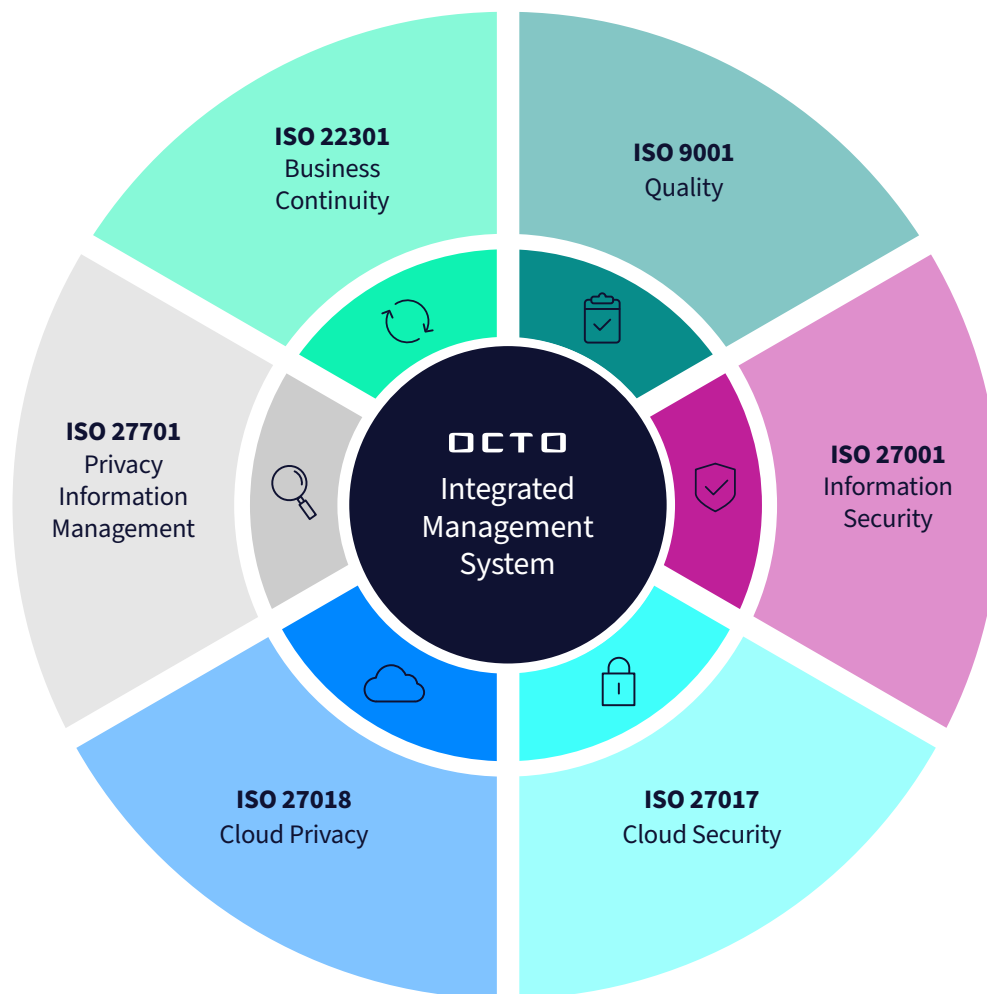 ISO 22301
Business
Continuity
ISO 9001
Quality
ISO 27001
Information
Security
ISO 27017
Cloud Security
ISO 27018
Cloud Privacy
ISO 27701
Privacy
Information
Management
OCTO
Integrated
Management
System